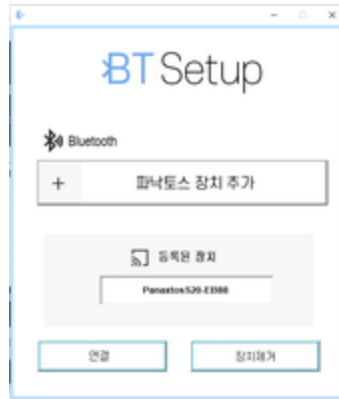 BT Setup
Bluetooth
+ 파낙토스 장치 추가
등록된 장치
Panaxtos520-EB88
연결
장치제거